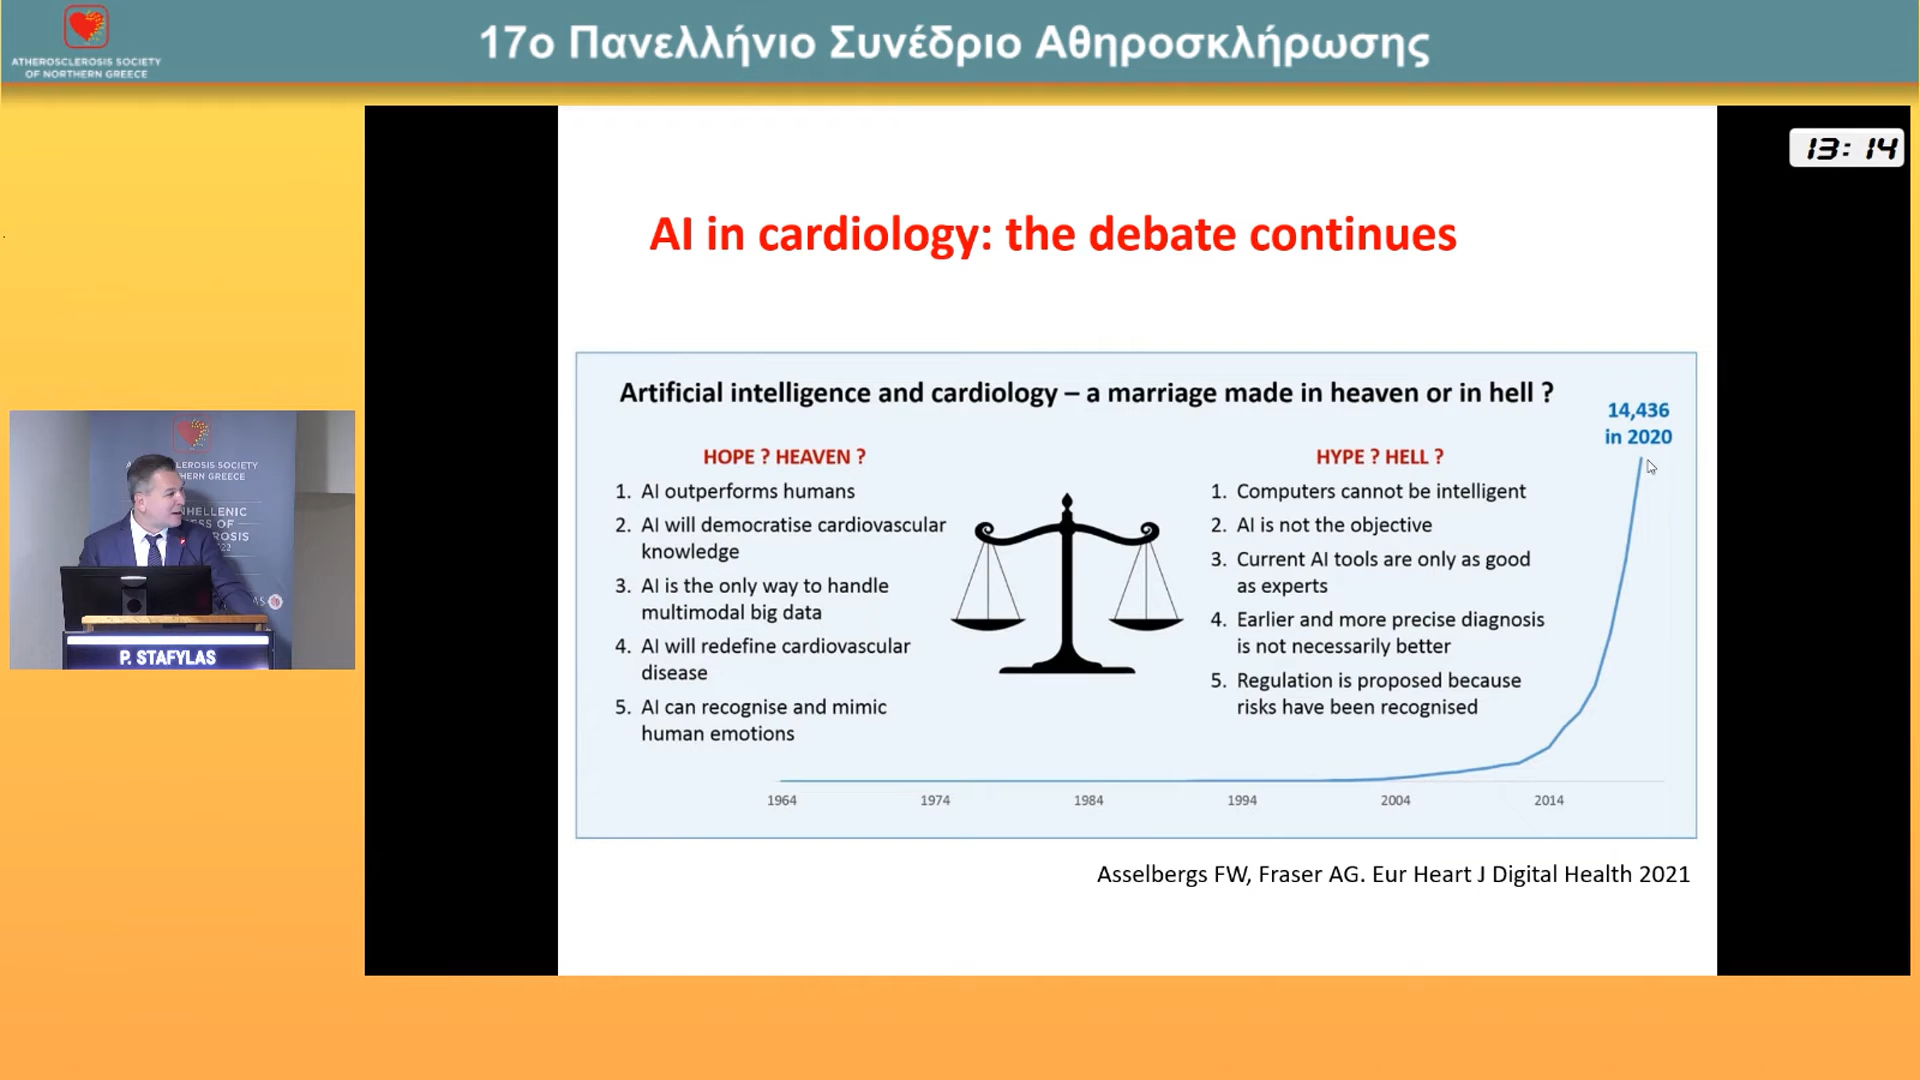 ATHEROSCLEROSIS SOCIETY
OF NORTHERN GREECE
17ο Πανελλήνιο Συνέδριο Αθηροσκλήρωσης
13:14
AI in cardiology: the debate continues
Artificial intelligence and cardiology – a marriage made in heaven or in hell ?
14,436
in 2020
HOPE ? HEAVEN ?
1. AI outperforms humans
2. AI will democratise cardiovascular
knowledge
3. AI is the only way to handle
multimodal big data
4. AI will redefine cardiovascular
disease
5. AI can recognise and mimic
human emotions
HYPE ? HELL ?
1. Computers cannot be intelligent
2. AI is not the objective
3. Current AI tools are only as good
as experts
4. Earlier and more precise diagnosis
is not necessarily better
5. Regulation is proposed because
risks have been recognised
1964 1974 1984 1994 2004 2014
Asselbergs FW, Fraser AG. Eur Heart J Digital Health 2021
SOCIETY
GREECE
P. STAFYLAS